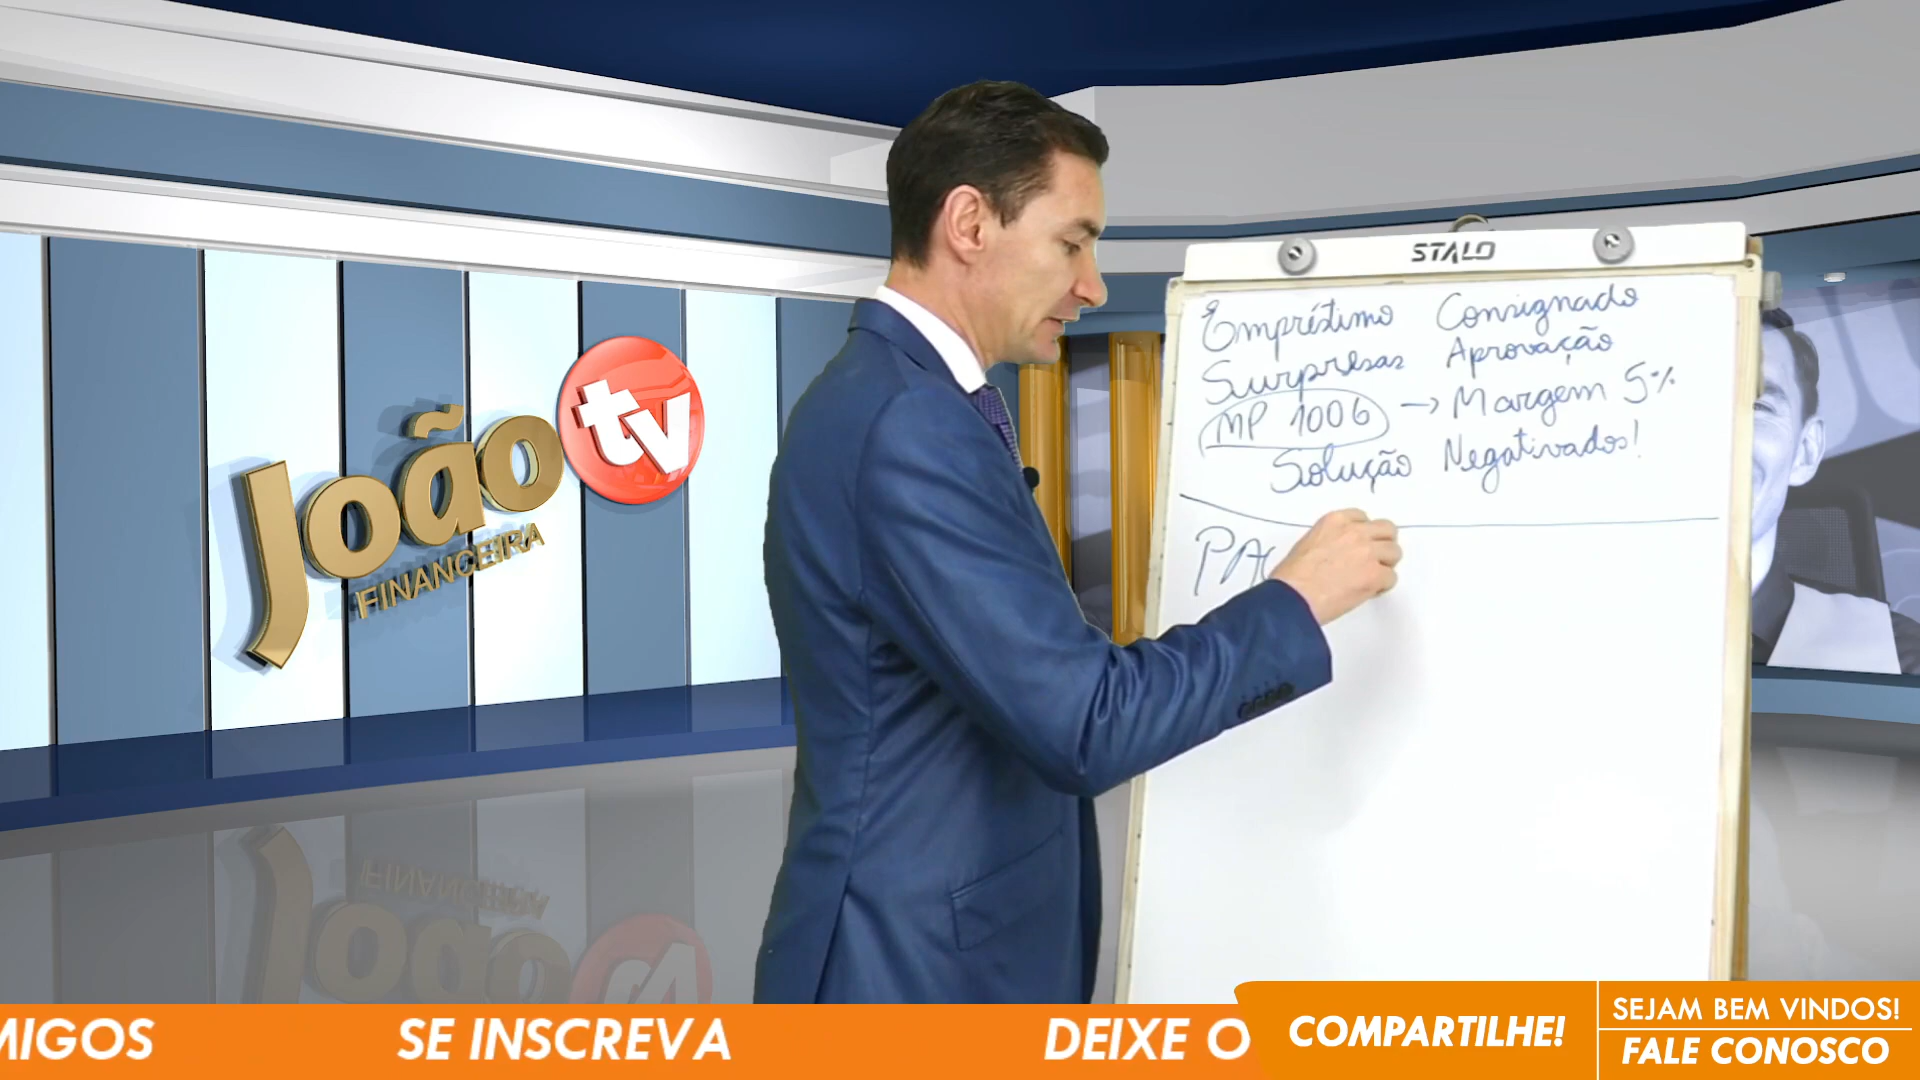 João tv
FINANCEIRA
STALO
Empréstimo Consignado
Surpresas Aprovação
MP 1006 → Margem 5%
Solução Negativados!
PA
MIGOS SE INSCREVA DEIXE O
COMPARTILHE!
SEJAM BEM VINDOS!
FALE CONOSCO